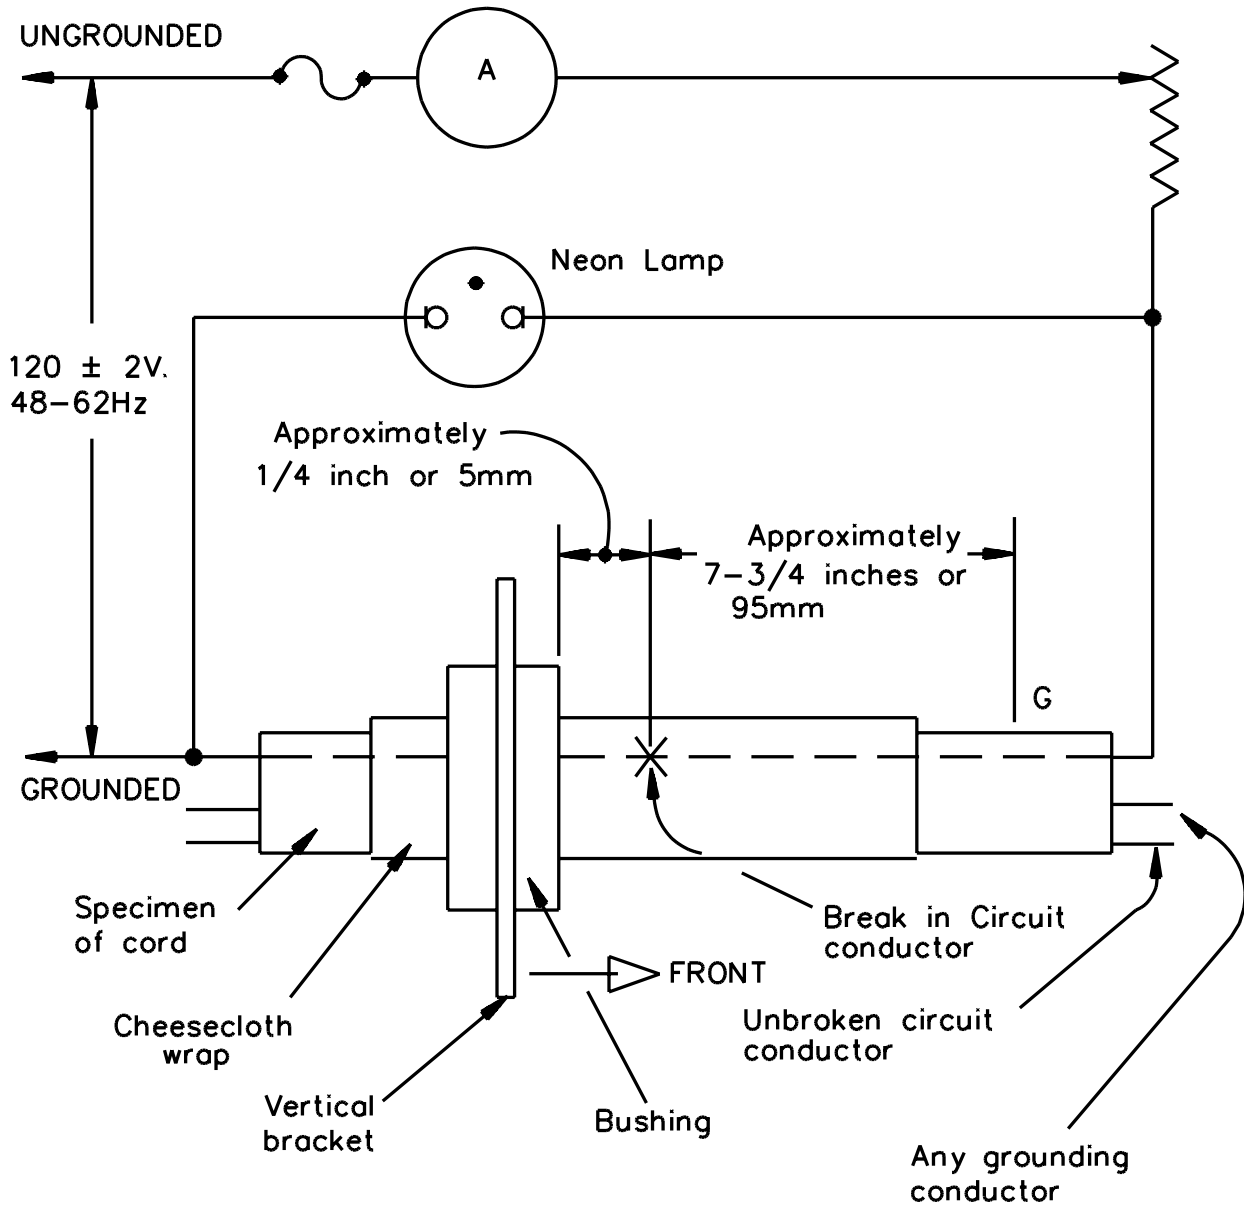 UNGROUNDED
A
Neon Lamp
120 ± 2V.
48-62Hz
Approximately
1/4 inch or 5mm
Approximately
7-3/4 inches or
95mm
G
GROUNDED
Specimen
of cord
Break in Circuit
conductor
FRONT
Cheesecloth
wrap
Unbroken circuit
conductor
Vertical
bracket
Bushing
Any grounding
conductor